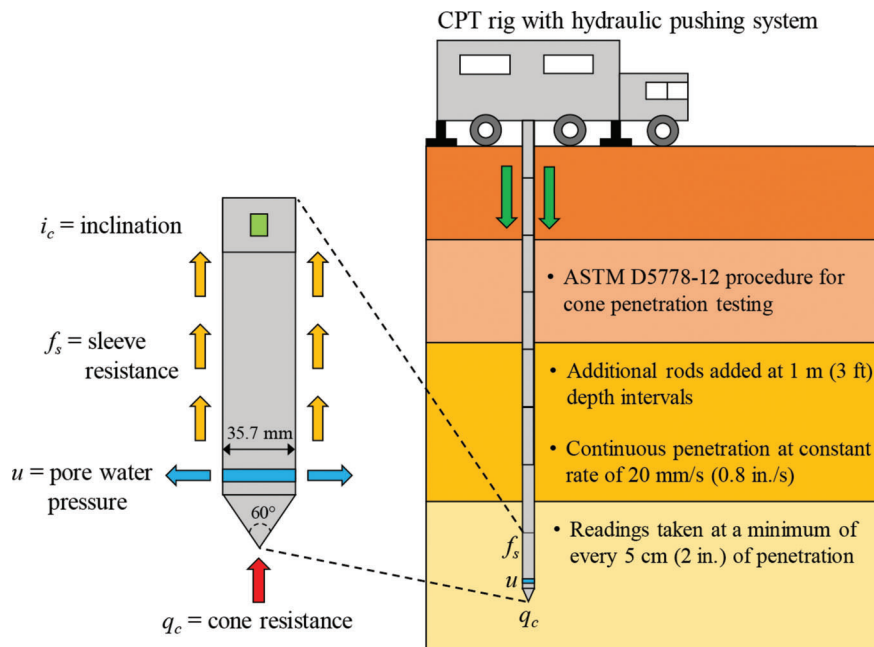 CPT rig with hydraulic pushing system
i_c = inclination
f_s = sleeve
resistance
35.7 mm
u = pore water
pressure
60°
q_c = cone resistance
• ASTM D5778-12 procedure for
cone penetration testing
• Additional rods added at 1 m (3 ft)
depth intervals
• Continuous penetration at constant
rate of 20 mm/s (0.8 in./s)
• Readings taken at a minimum of
every 5 cm (2 in.) of penetration
f_s
u
q_c